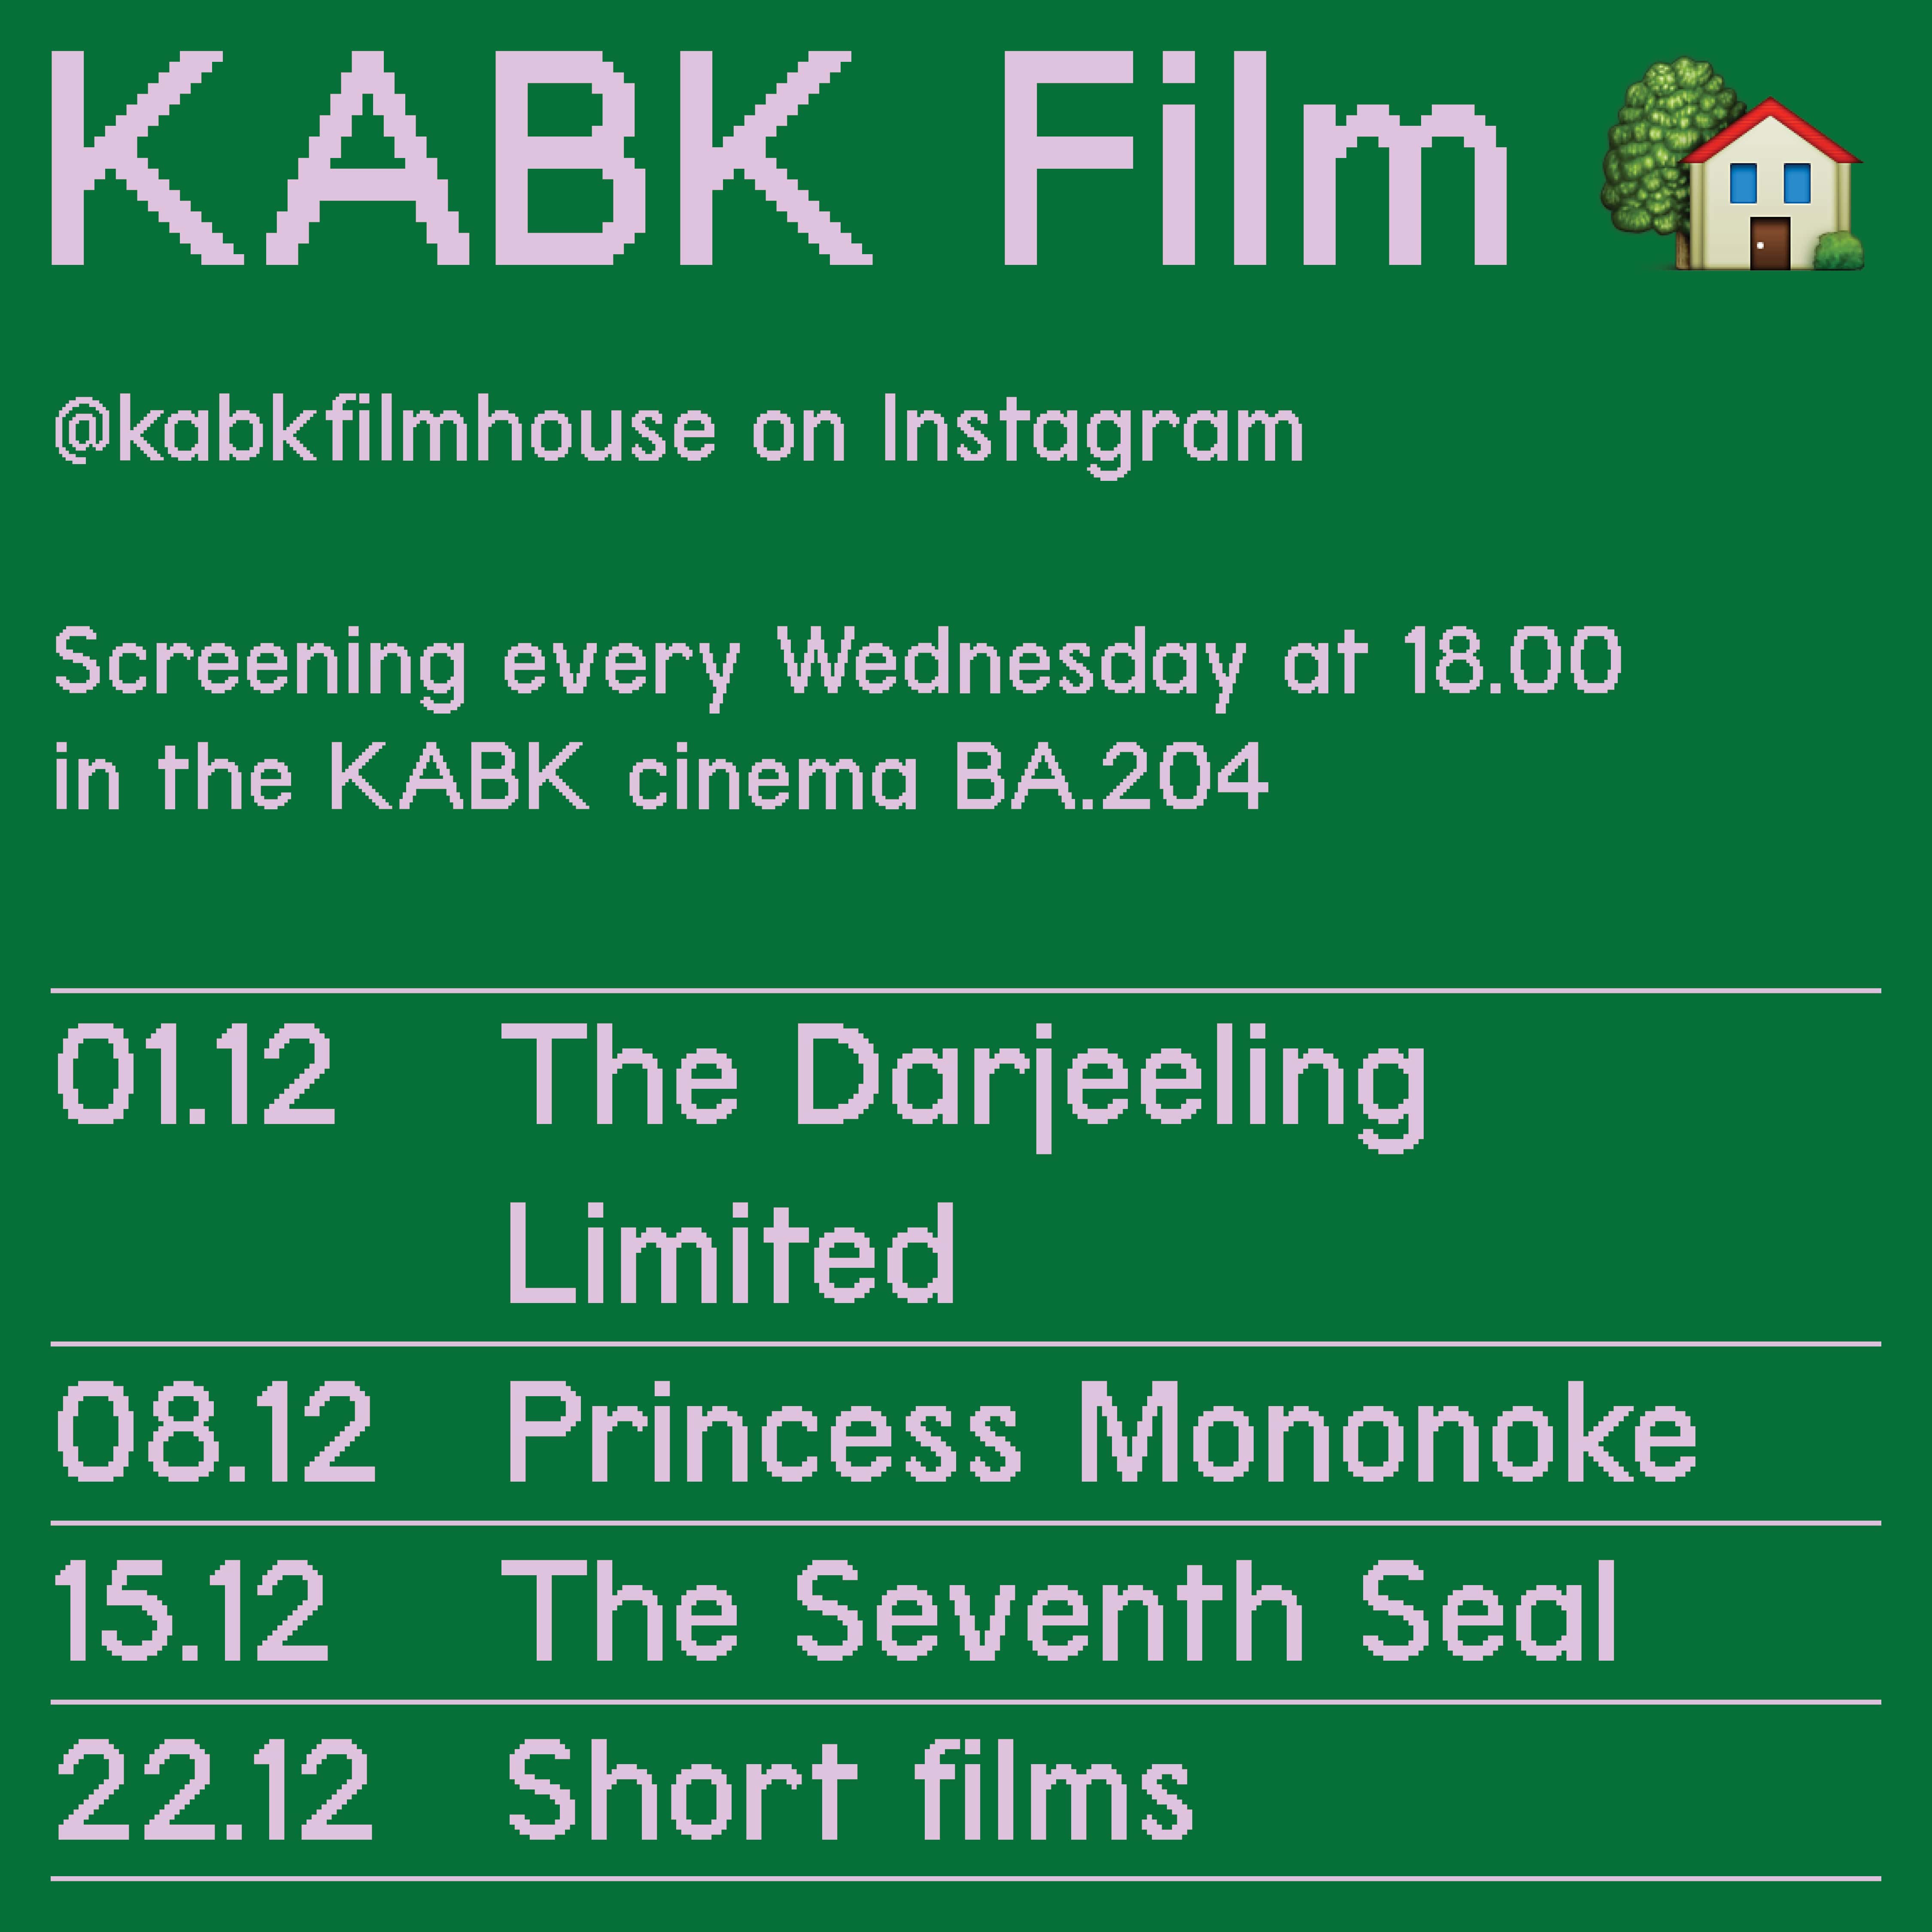 KABK Film
@kabkfilmhouse on Instagram
Screening every Wednesday at 18.00
in the KABK cinema BA.204
01.12 The Darjeeling
Limited
08.12 Princess Mononoke
15.12 The Seventh Seal
22.12 Short films